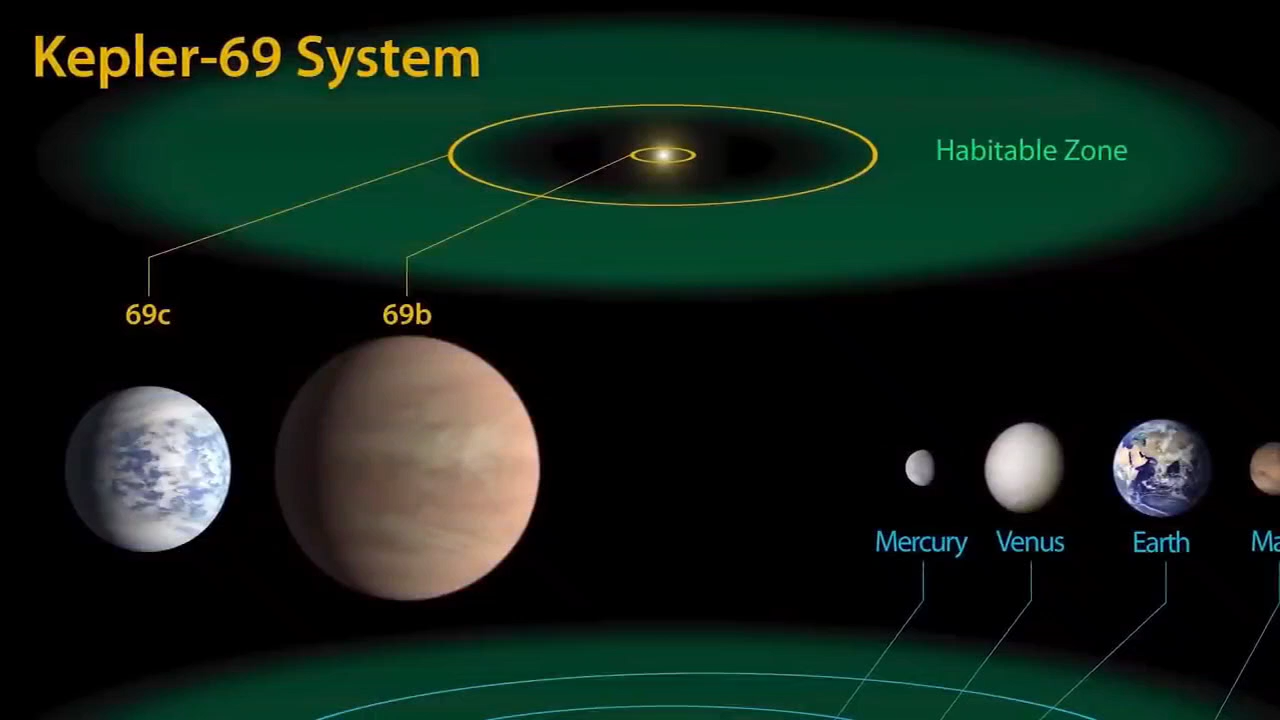 Kepler-69 System
Habitable Zone
69c
69b
Mercury
Venus
Earth